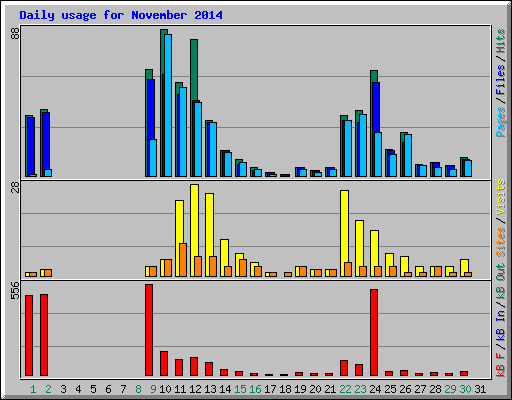 Daily usage for November 2014
88
Pages / Files / Hits
28
Sites / Visits
556
kB F / kB In / kB Out
1 2 3 4 5 6 7 8 9 10 11 12 13 14 15 16 17 18 19 20 21 22 23 24 25 26 27 28 29 30 31